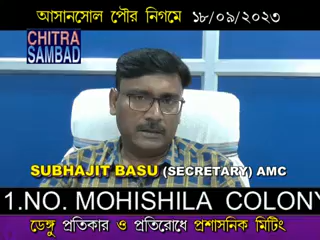 আসানসোল পৌর নিগমে ১৮/০৯/২০২৩
CHITRA
SAMBAD
SUBHAJIT BASU (SECRETARY) AMC
1.NO. MOHISHILA COLONY
ডেঙ্গু প্রতিকার ও প্রতিরোধে প্রশাসনিক মিটিং